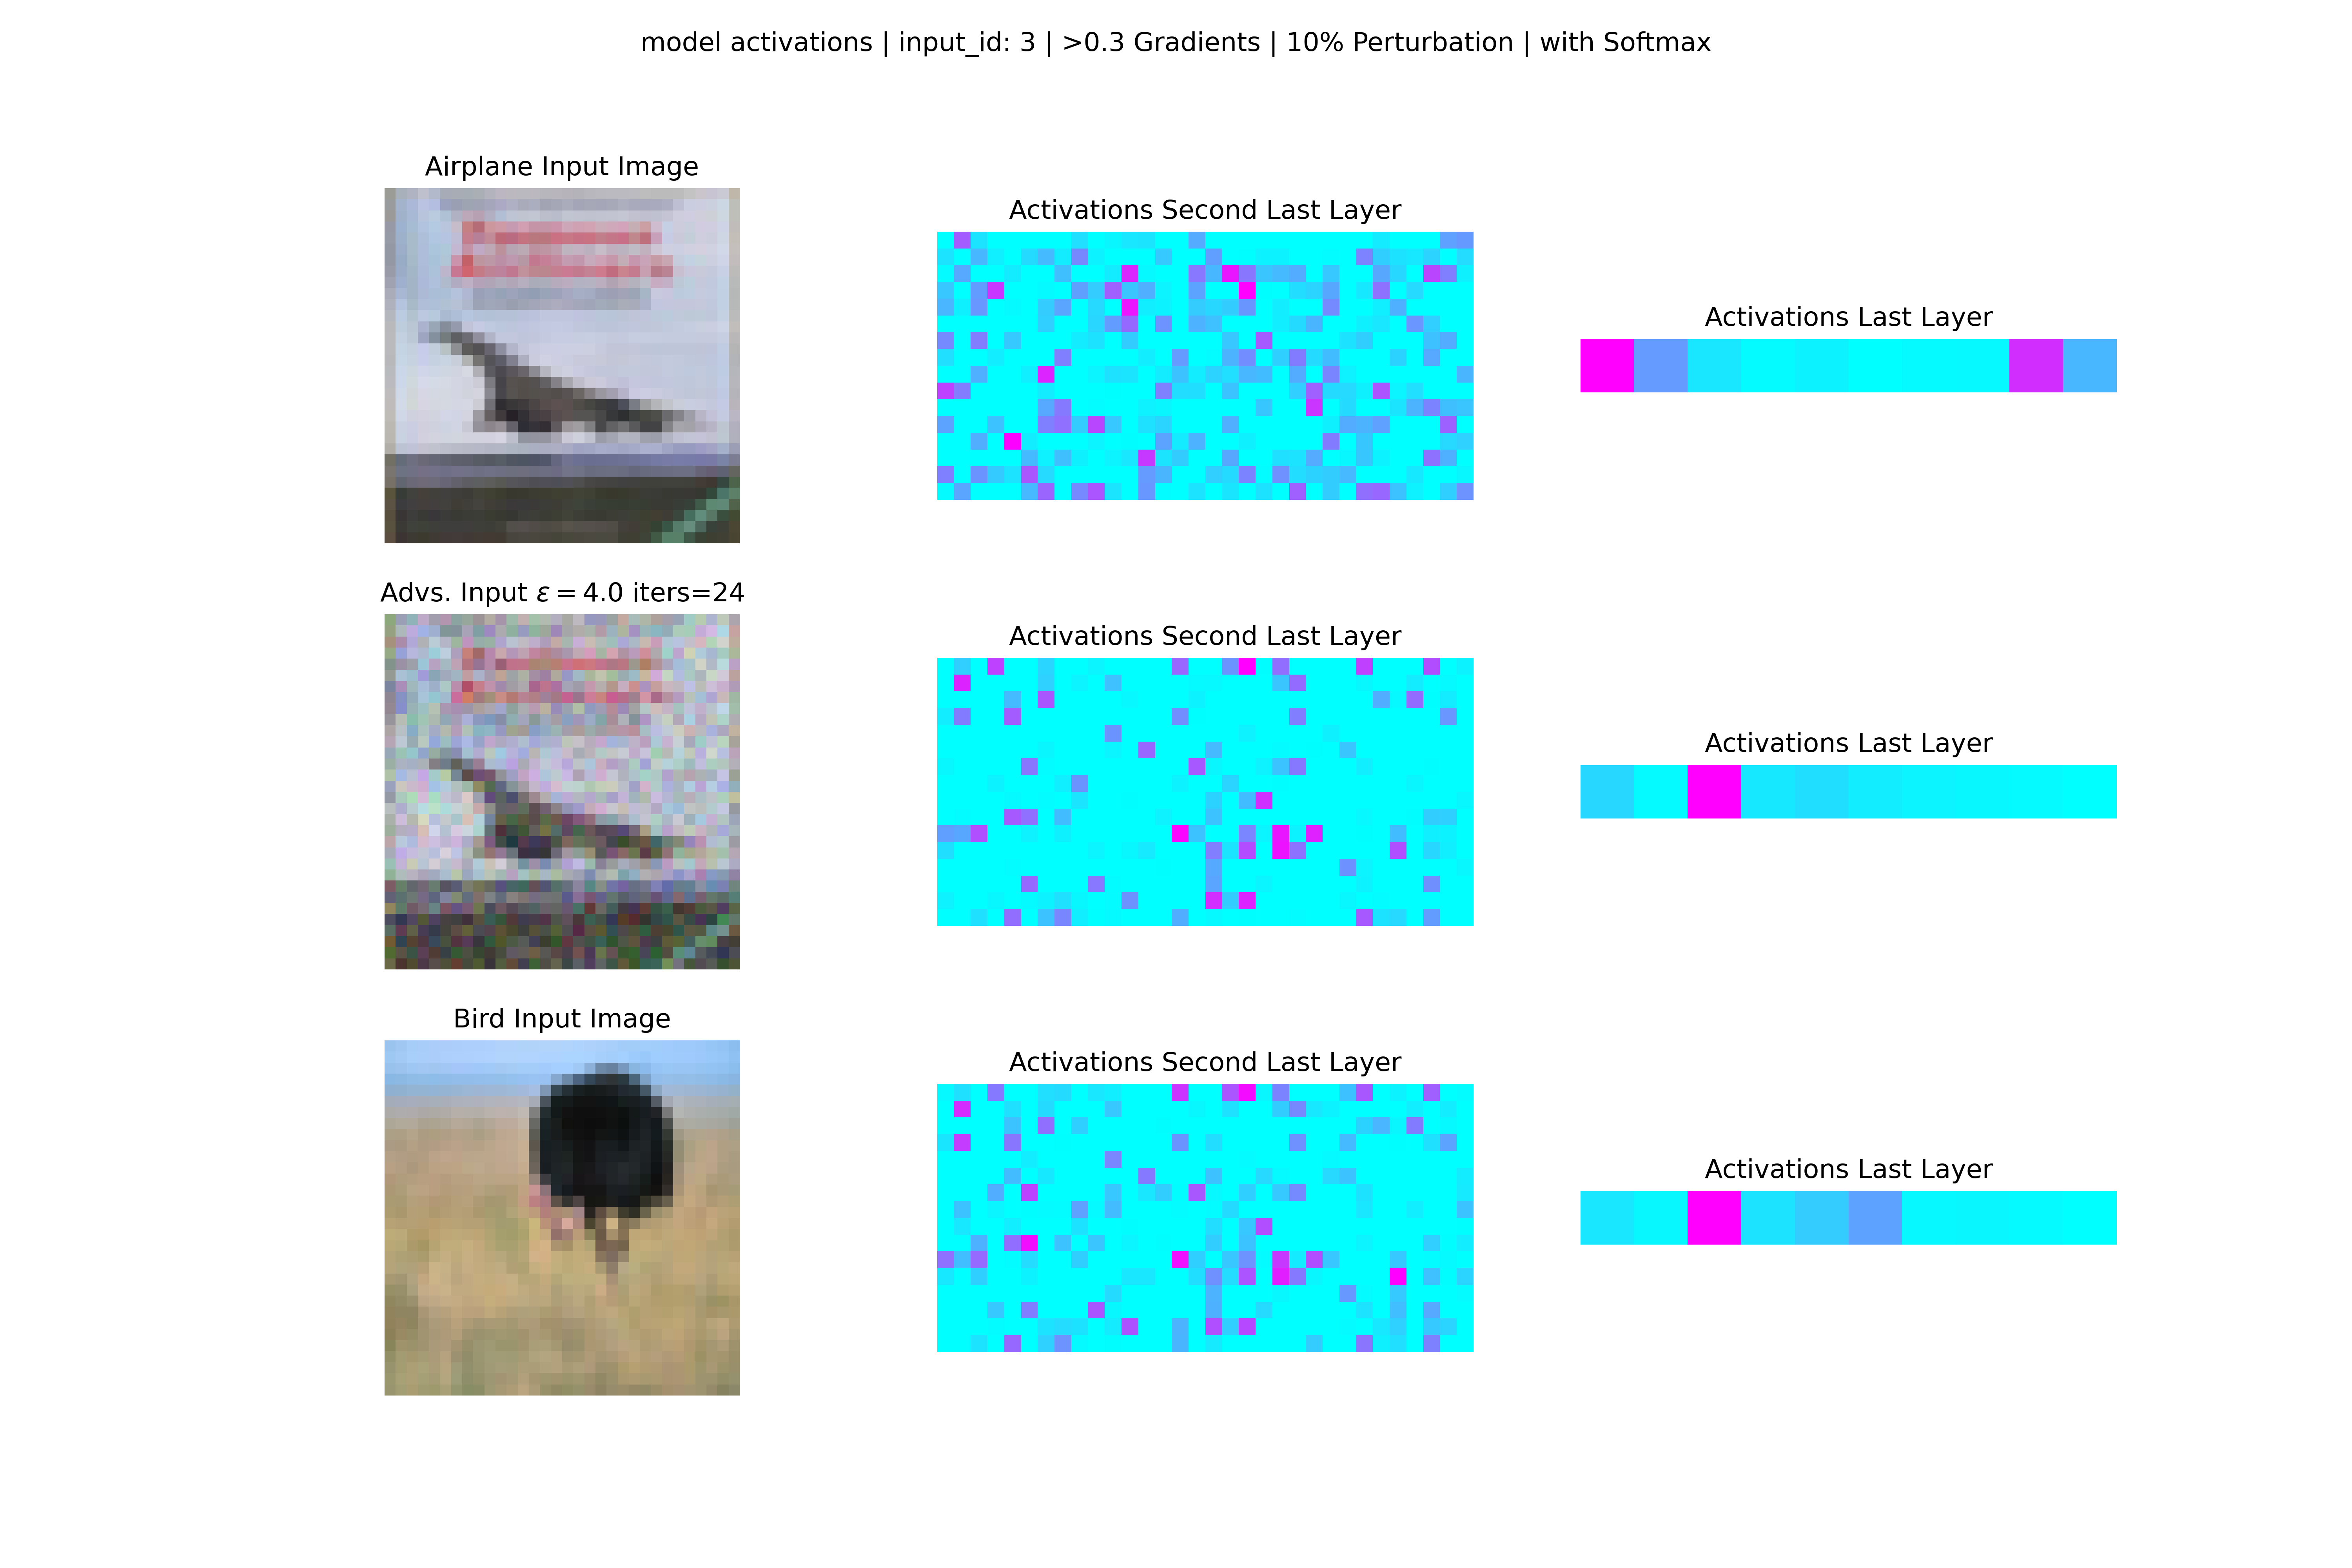 model activations | input_id: 3 | >0.3 Gradients | 10% Perturbation | with Softmax
Airplane Input Image
Activations Second Last Layer
Activations Last Layer
Advs. Input ε = 4.0 iters=24
Activations Second Last Layer
Activations Last Layer
Bird Input Image
Activations Second Last Layer
Activations Last Layer